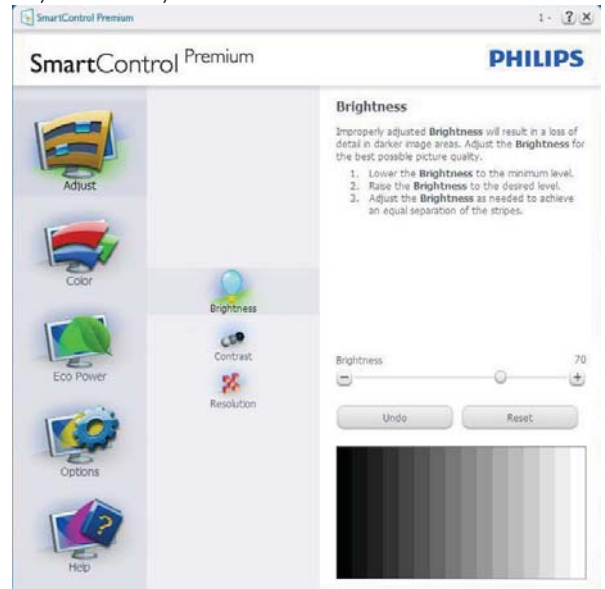 SmartControl Premium
1 - ? X
SmartControl Premium
PHILIPS
Adjust
Color
Eco Power
Options
Help
Brightness
Contrast
Resolution
Brightness
Improperly adjusted Brightness will result in a loss of
detail in darker image areas. Adjust the Brightness for
the best possible picture quality.
1. Lower the Brightness to the minimum level.
2. Raise the Brightness to the desired level.
3. Adjust the Brightness as needed to achieve
an equal separation of the stripes.
Brightness 70
Undo Reset